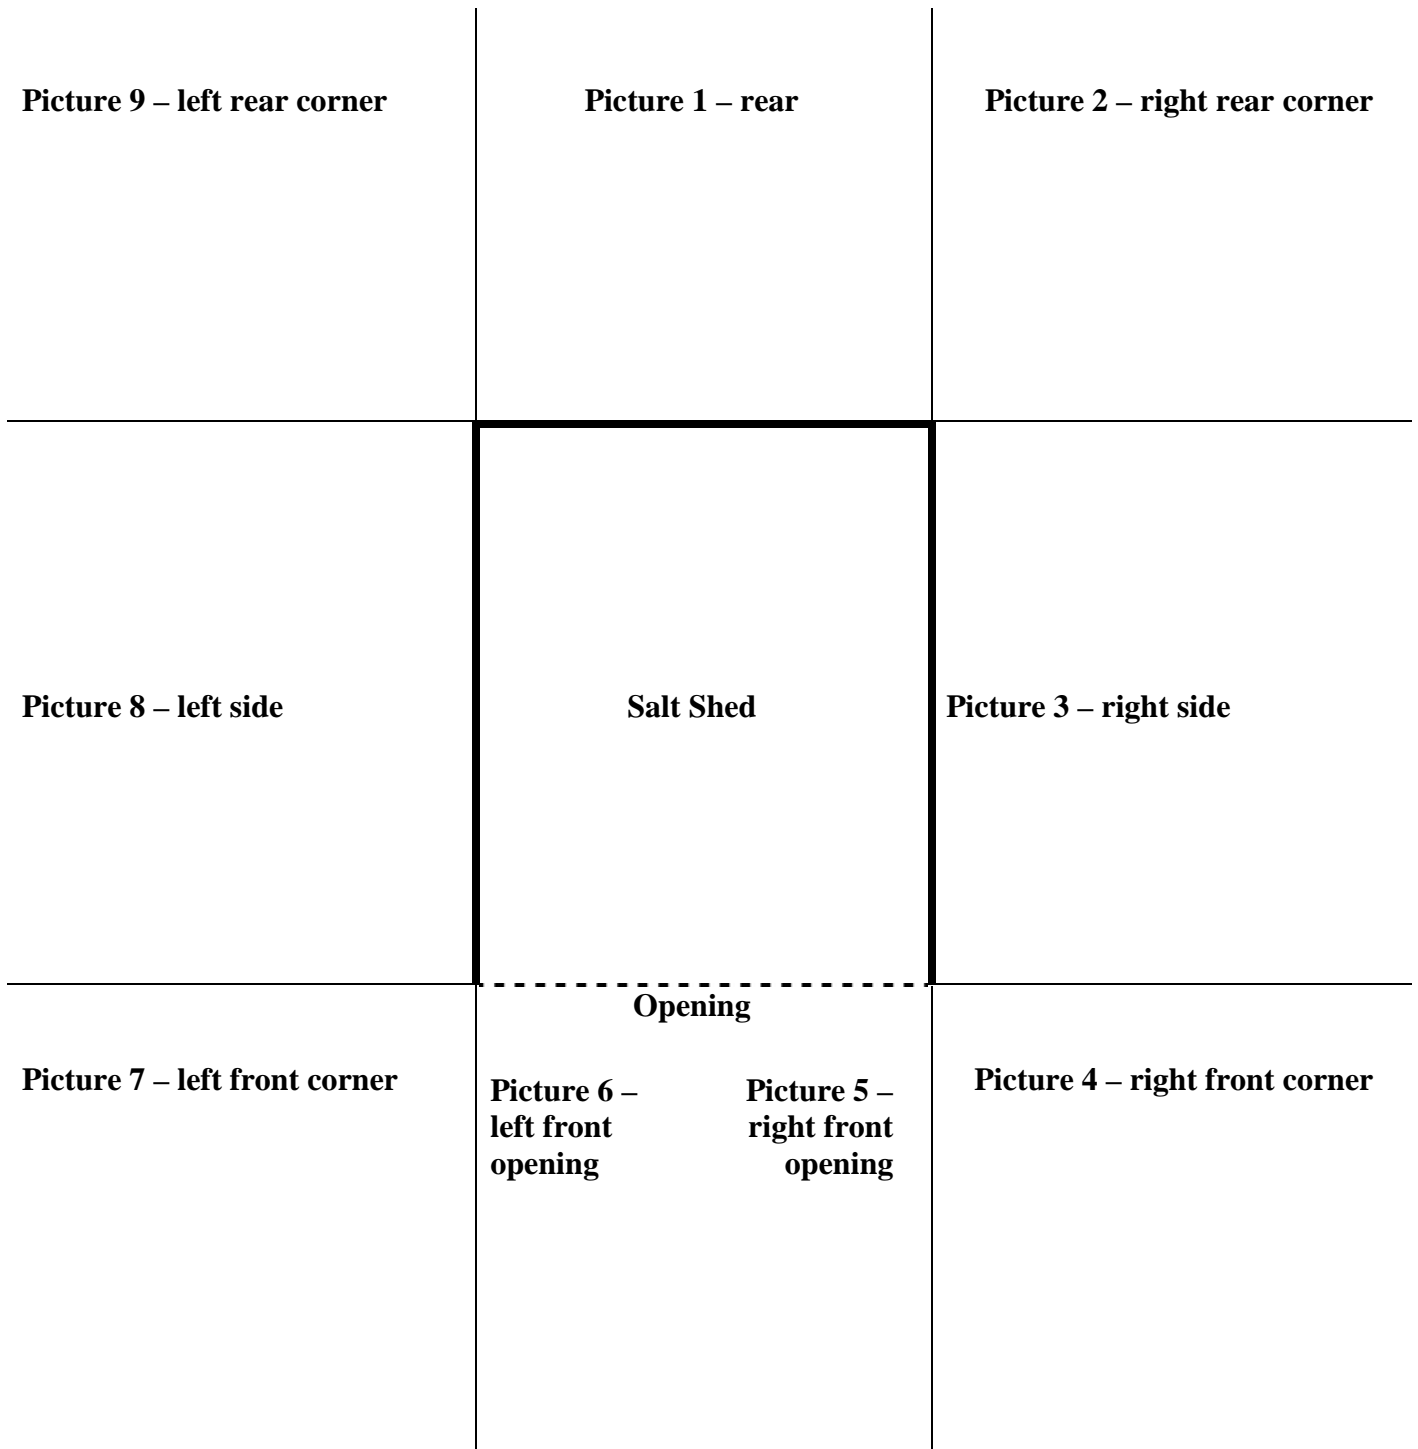 Picture 9 – left rear corner
Picture 1 – rear
Picture 2 – right rear corner
Picture 8 – left side
Salt Shed
Picture 3 – right side
Opening
Picture 7 – left front corner
Picture 6 –
left front
opening
Picture 5 –
right front
opening
Picture 4 – right front corner